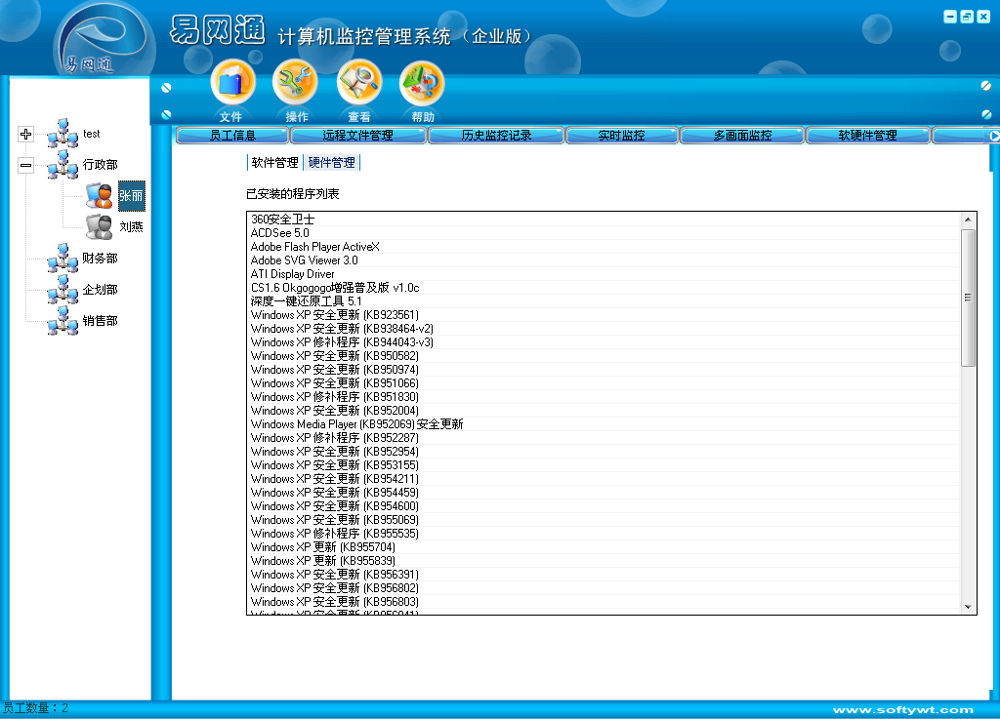 易网通 计算机监控管理系统（企业版）
易网通
文件 操作 查看 帮助
员工信息 远程文件管理 历史监控记录 实时监控 多画面监控 软硬件管理
test
行政部
张丽
刘燕
财务部
企划部
销售部
软件管理 硬件管理
已安装的程序列表
360安全卫士
ACDSee 5.0
Adobe Flash Player ActiveX
Adobe SVG Viewer 3.0
ATI Display Driver
CS1.6 Okgogogo增强普及版 v1.0c
深度一键还原工具 5.1
Windows XP 安全更新 (KB923561)
Windows XP 安全更新 (KB938464-v2)
Windows XP 修补程序 (KB944043-v3)
Windows XP 安全更新 (KB950582)
Windows XP 安全更新 (KB950974)
Windows XP 安全更新 (KB951066)
Windows XP 修补程序 (KB951830)
Windows XP 安全更新 (KB952004)
Windows Media Player (KB952069) 安全更新
Windows XP 修补程序 (KB952287)
Windows XP 安全更新 (KB952954)
Windows XP 安全更新 (KB953155)
Windows XP 安全更新 (KB954211)
Windows XP 安全更新 (KB954459)
Windows XP 安全更新 (KB954600)
Windows XP 安全更新 (KB955069)
Windows XP 修补程序 (KB955535)
Windows XP 更新 (KB955704)
Windows XP 更新 (KB955839)
Windows XP 安全更新 (KB956391)
Windows XP 安全更新 (KB956802)
Windows XP 安全更新 (KB956803)
员工数量：2
www.softywt.com